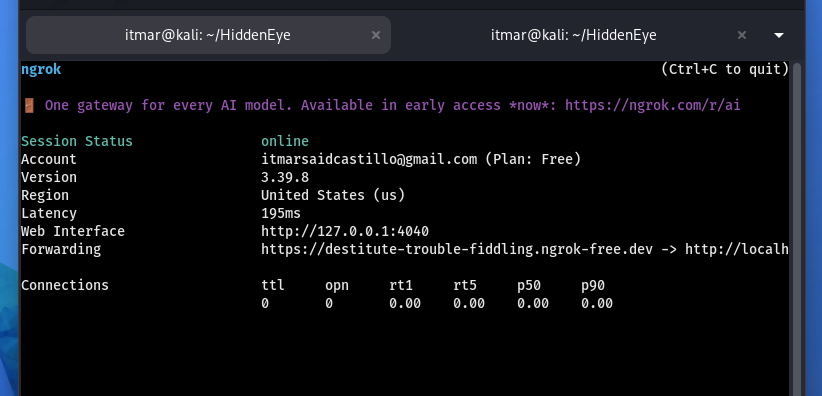 itmar@kali: ~/HiddenEye × itmar@kali: ~/HiddenEye ×
ngrok (Ctrl+C to quit)
One gateway for every AI model. Available in early access *now*: https://ngrok.com/r/ai
Session Status online
Account itmarsaidcastillo@gmail.com (Plan: Free)
Version 3.39.8
Region United States (us)
Latency 195ms
Web Interface http://127.0.0.1:4040
Forwarding https://destitute-trouble-fiddling.ngrok-free.dev -> http://localh
Connections ttl opn rt1 rt5 p50 p90
0 0 0.00 0.00 0.00 0.00